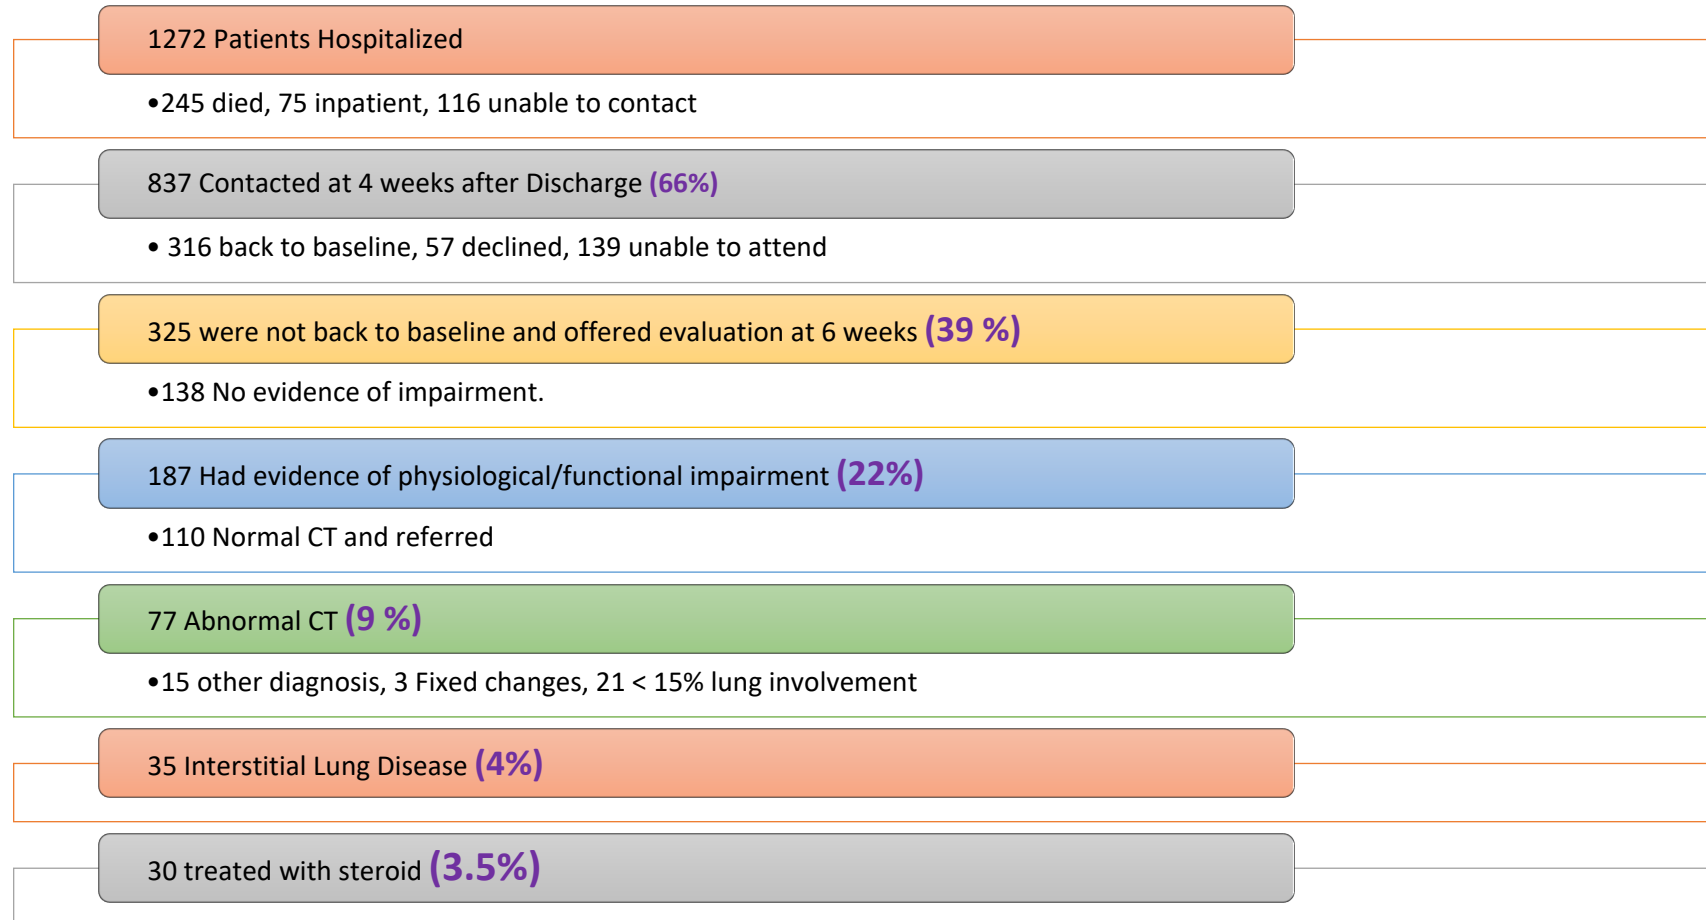 1272 Patients Hospitalized
•245 died, 75 inpatient, 116 unable to contact
837 Contacted at 4 weeks after Discharge (66%)
• 316 back to baseline, 57 declined, 139 unable to attend
325 were not back to baseline and offered evaluation at 6 weeks (39 %)
•138 No evidence of impairment.
187 Had evidence of physiological/functional impairment (22%)
•110 Normal CT and referred
77 Abnormal CT (9 %)
•15 other diagnosis, 3 Fixed changes, 21 < 15% lung involvement
35 Interstitial Lung Disease (4%)
30 treated with steroid (3.5%)